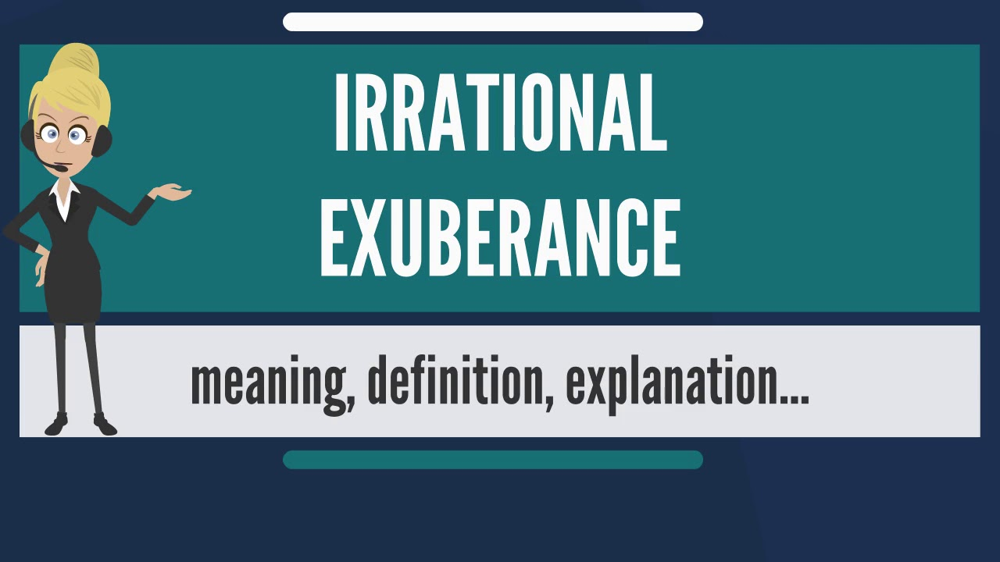 IRRATIONAL
EXUBERANCE
meaning, definition, explanation...